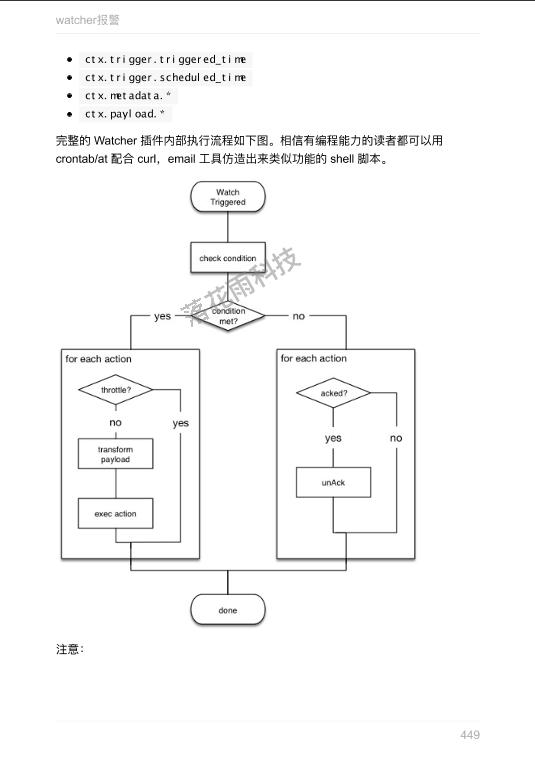 watcher报警
ctx.trigger.triggered_time
ctx.trigger.scheduled_time
ctx.metadata.*
ctx.payload.*
完整的 Watcher 插件内部执行流程如下图。相信有编程能力的读者都可以用
crontab/at 配合 curl，email 工具仿造出来类似功能的 shell 脚本。
Watch
Triggered
check condition
落花雨科技
condition
met?
yes
no
for each action
for each action
throttle?
acked?
no
yes
yes
no
transform
payload
unAck
exec action
done
注意：
449